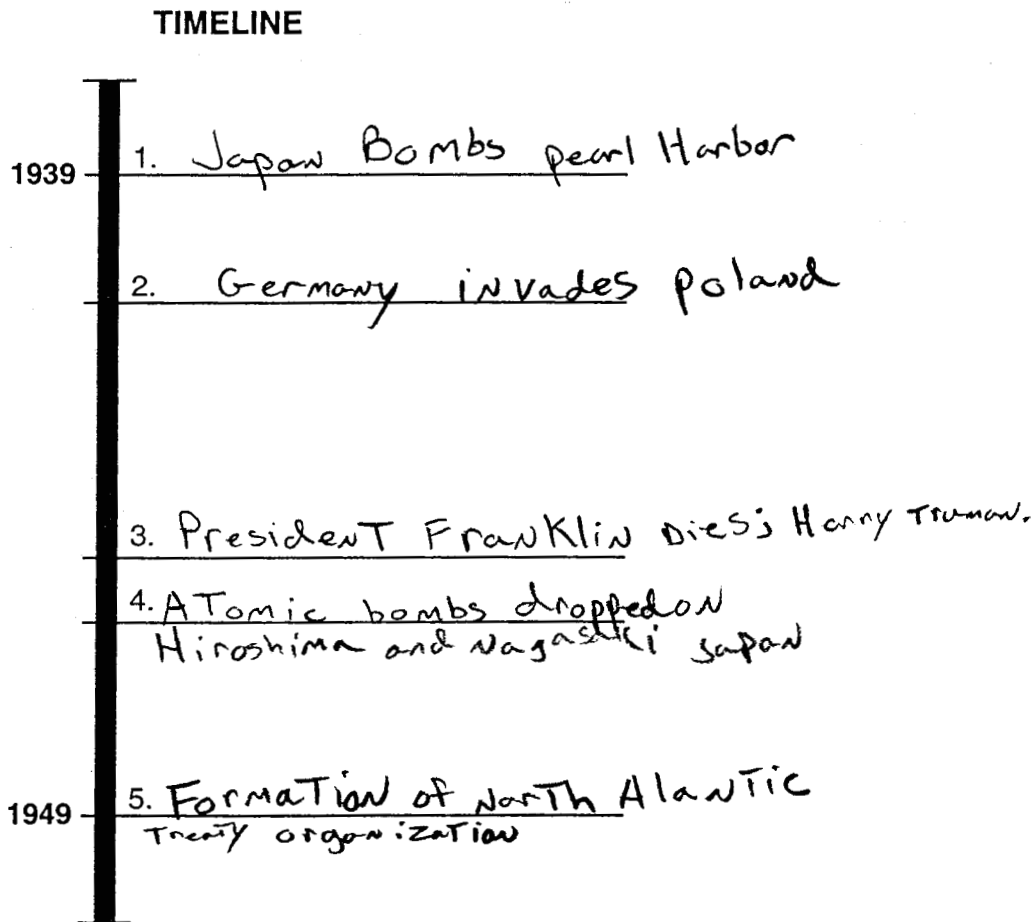 TIMELINE
1. Japan Bombs pearl Harbor
1939
2. Germany invades poland
3. President Franklin Dies; Harry Truman.
4. Atomic bombs dropped on
Hiroshima and Nagasaki Japan
5. Formation of North Alantic
1949
Treaty organization